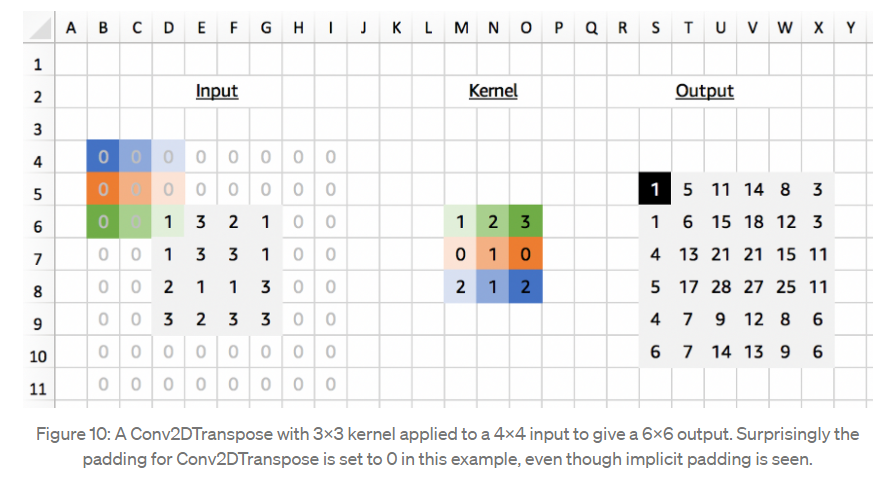 A B C D E F G H I J K L M N O P Q R S T U V W X Y
1
2 Input Kernel Output
3
4 0 0 0 0 0 0 0 0
5 0 0 0 0 0 0 0 0 1 5 11 14 8 3
6 0 0 1 3 2 1 0 0 1 2 3 1 6 15 18 12 3
7 0 0 1 3 3 1 0 0 0 1 0 4 13 21 21 15 11
8 0 0 2 1 1 3 0 0 2 1 2 5 17 28 27 25 11
9 0 0 3 2 3 3 0 0 4 7 9 12 8 6
10 0 0 0 0 0 0 0 0 6 7 14 13 9 6
11 0 0 0 0 0 0 0 0
Figure 10: A Conv2DTranspose with 3×3 kernel applied to a 4×4 input to give a 6×6 output. Surprisingly the
padding for Conv2DTranspose is set to 0 in this example, even though implicit padding is seen.